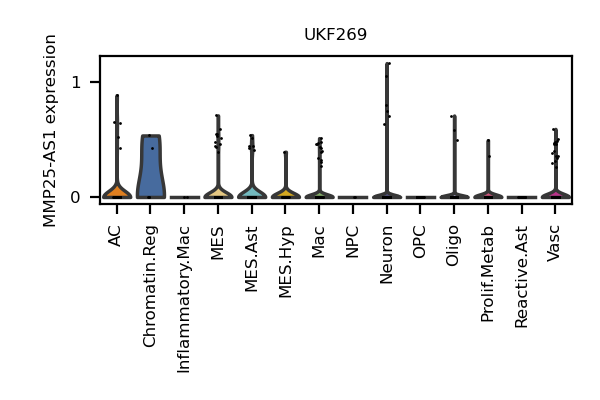 UKF269
MMP25-AS1 expression
1
0
AC
Chromatin.Reg
Inflammatory.Mac
MES
MES.Ast
MES.Hyp
Mac
NPC
Neuron
OPC
Oligo
Prolif.Metab
Reactive.Ast
Vasc